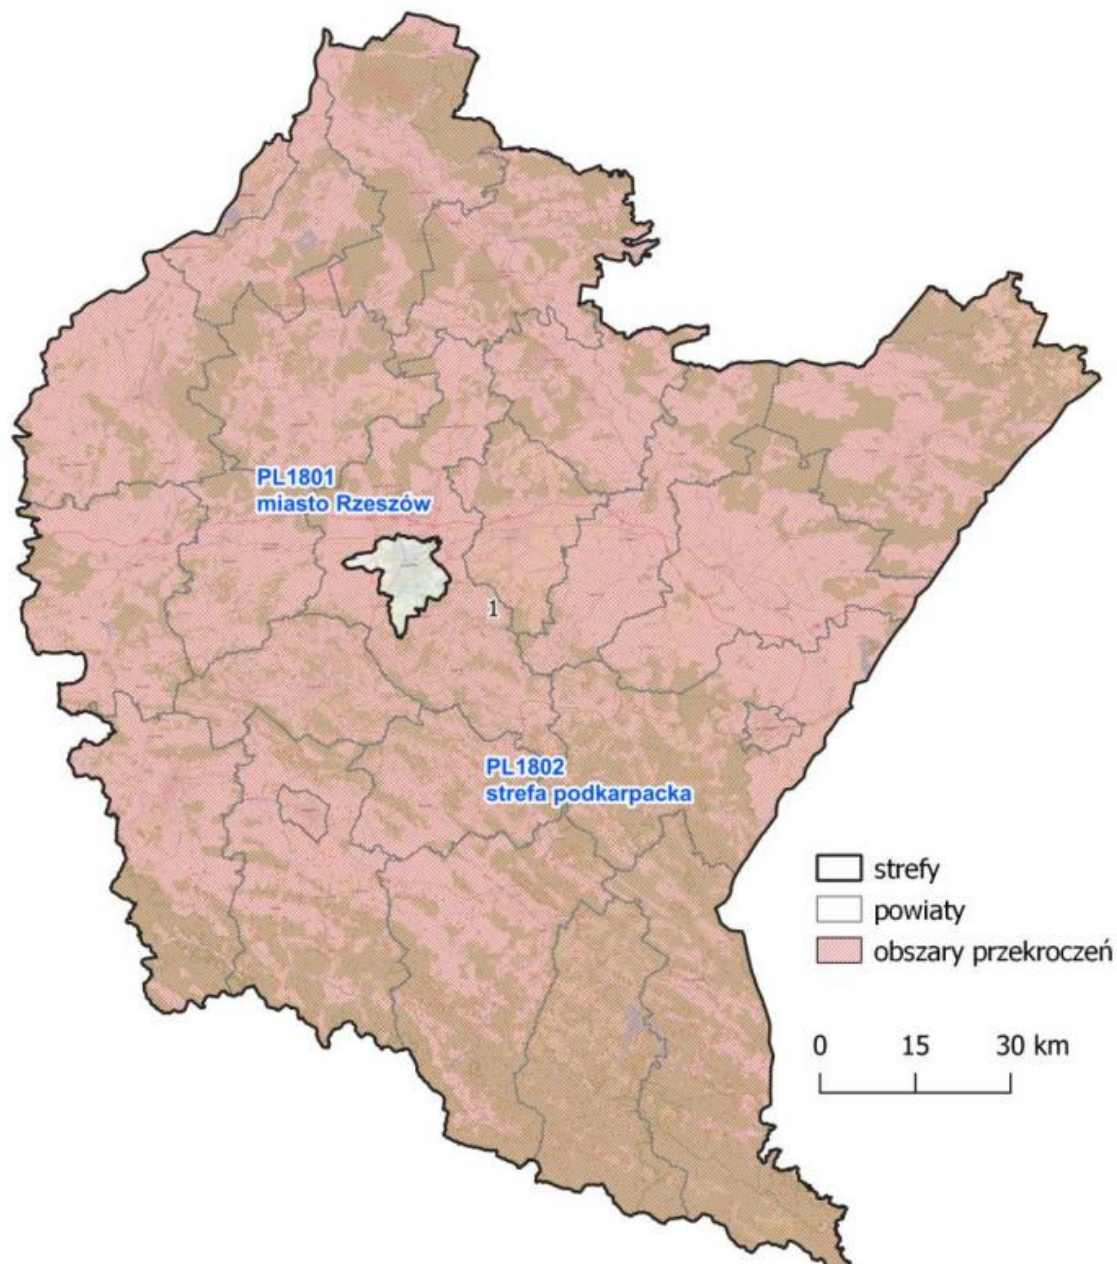 PL1801
miasto Rzeszów
1
PL1802
strefa podkarpacka
strefy
powiaty
obszary przekroczeń
0 15 30 km